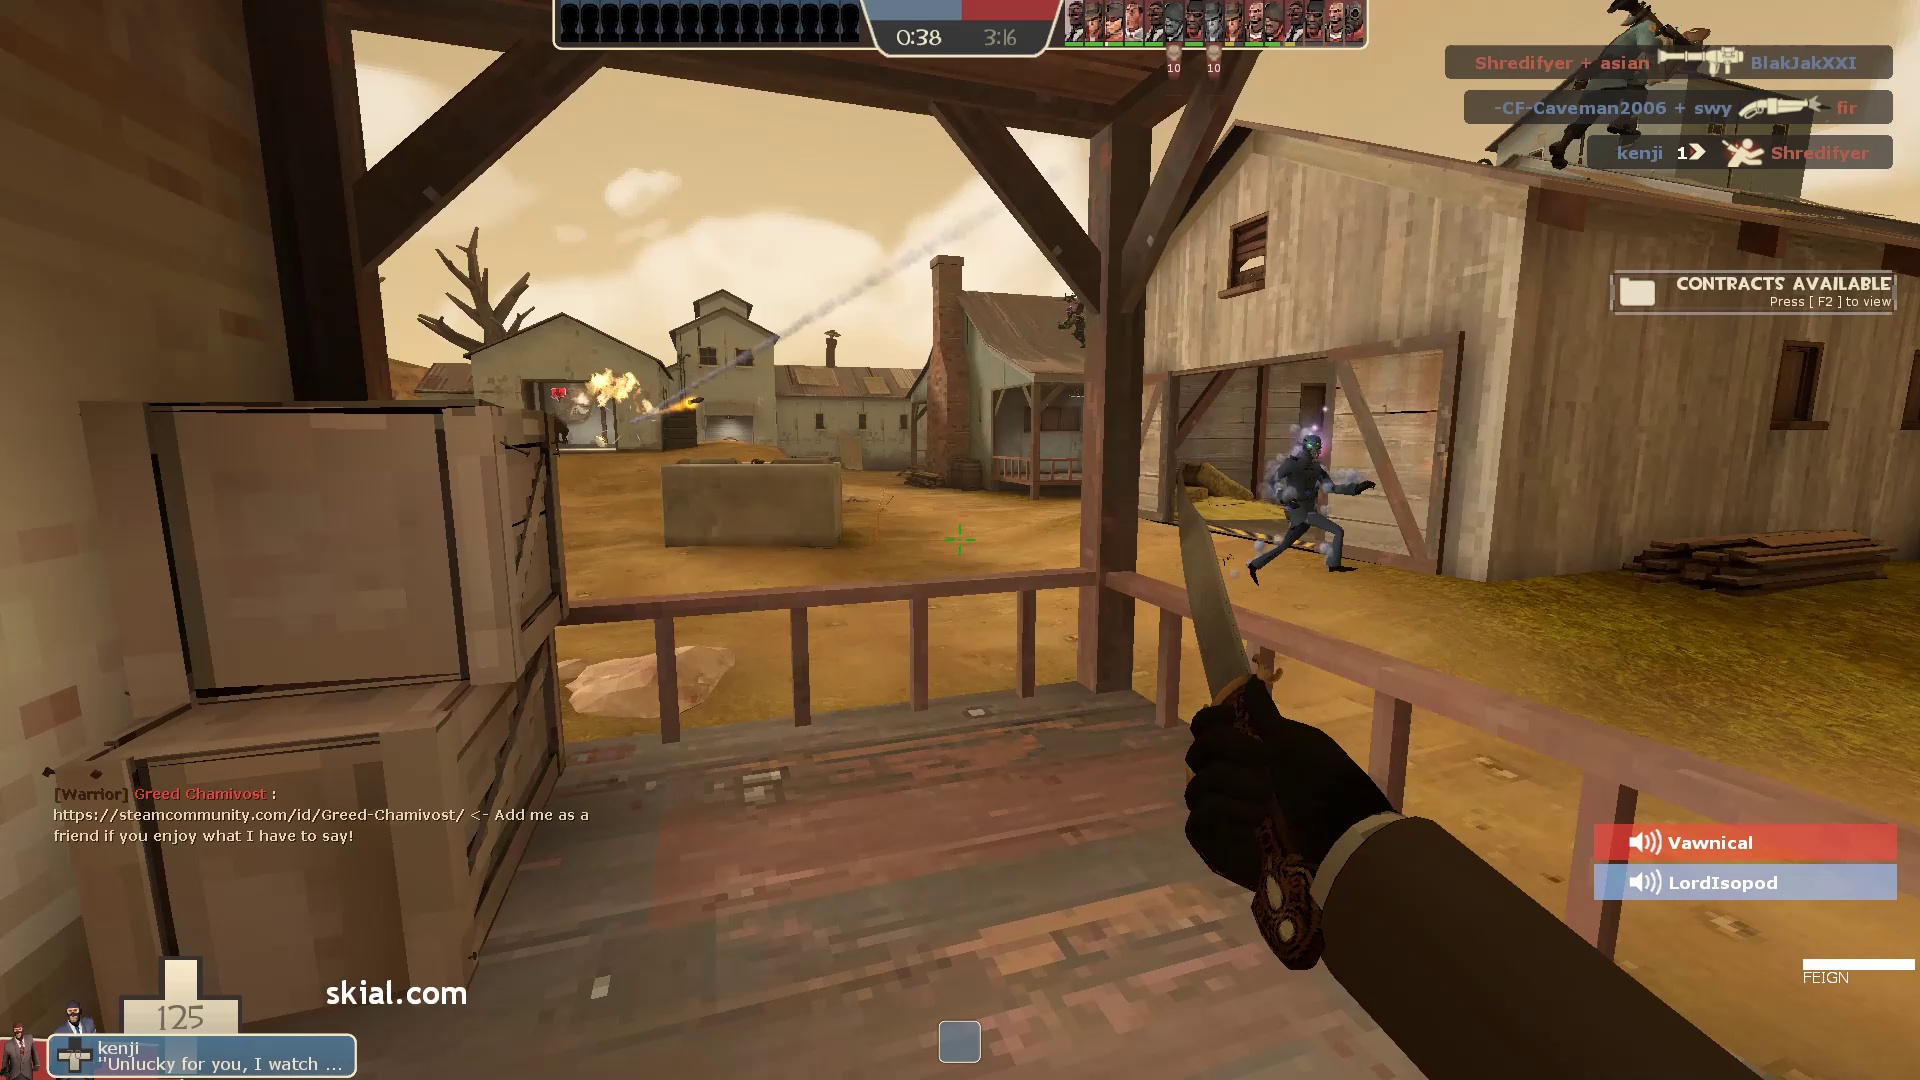 0:38 3:16
10 10
Shredifyer + asian BlakJakXXI
-CF-Caveman2006 + swy fir
kenji 1 Shredifyer
CONTRACTS AVAILABLE
Press [ F2 ] to view
[Warrior] Greed Chamivost :
https://steamcommunity.com/id/Greed-Chamivost/ <- Add me as a
friend if you enjoy what I have to say!
Vawnical
LordIsopod
FEIGN
skial.com
125
kenji
"Unlucky for you, I watch ...